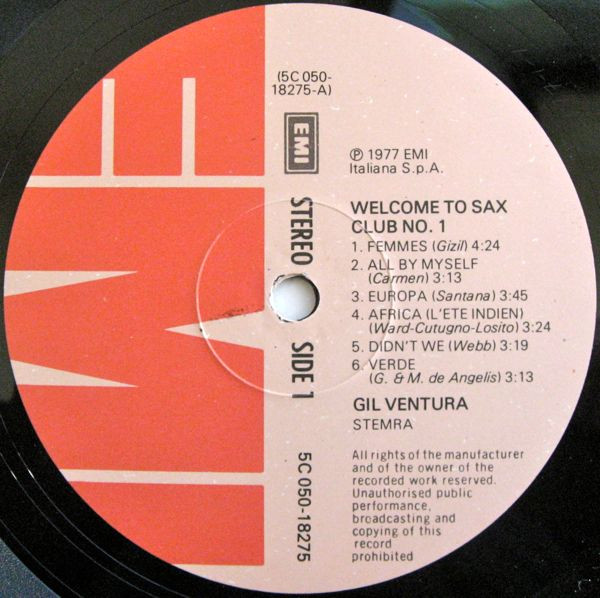 (5C 050-
18275-A)
EMI
℗ 1977 EMI
Italiana S.p.A.
STEREO SIDE 1
WELCOME TO SAX
CLUB NO. 1
1. FEMMES (Gizil) 4:24
2. ALL BY MYSELF
(Carmen) 3:13
3. EUROPA (Santana) 3:45
4. AFRICA (L'ETE INDIEN)
(Ward-Cutugno-Losito) 3:24
5. DIDN'T WE (Webb) 3:19
6. VERDE
(G. & M. de Angelis) 3:13
GIL VENTURA
STEMRA
5C 050-18275
All rights of the manufacturer
and of the owner of the
recorded work reserved.
Unauthorised public
performance,
broadcasting and
copying of this
record
prohibited
EMI